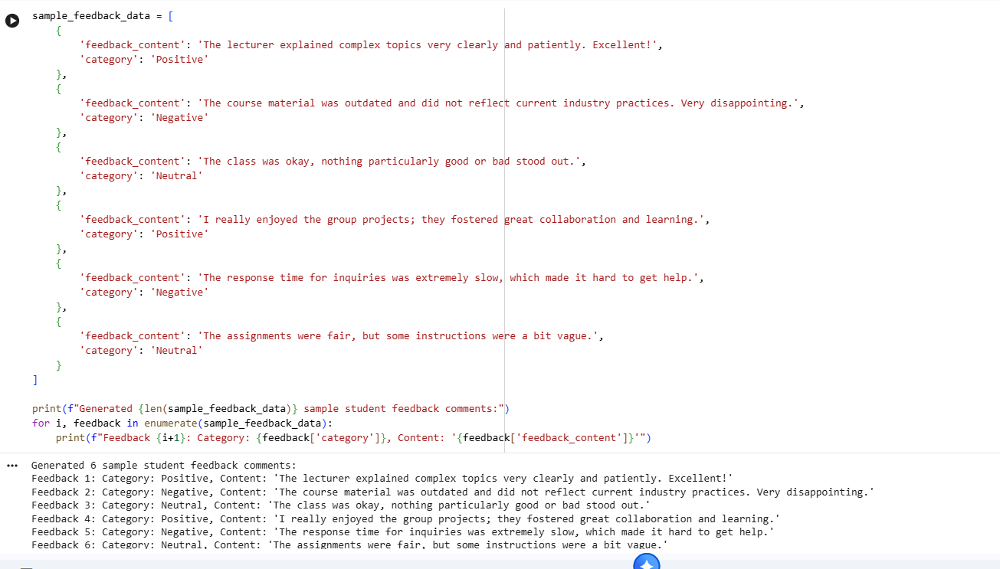 sample_feedback_data = [
    {
        'feedback_content': 'The lecturer explained complex topics very clearly and patiently. Excellent!',
        'category': 'Positive'
    },
    {
        'feedback_content': 'The course material was outdated and did not reflect current industry practices. Very disappointing.',
        'category': 'Negative'
    },
    {
        'feedback_content': 'The class was okay, nothing particularly good or bad stood out.',
        'category': 'Neutral'
    },
    {
        'feedback_content': 'I really enjoyed the group projects; they fostered great collaboration and learning.',
        'category': 'Positive'
    },
    {
        'feedback_content': 'The response time for inquiries was extremely slow, which made it hard to get help.',
        'category': 'Negative'
    },
    {
        'feedback_content': 'The assignments were fair, but some instructions were a bit vague.',
        'category': 'Neutral'
    }
]
print(f"Generated {len(sample_feedback_data)} sample student feedback comments:")
for i, feedback in enumerate(sample_feedback_data):
    print(f"Feedback {i+1}: Category: {feedback['category']}, Content: '{feedback['feedback_content']}'")
Generated 6 sample student feedback comments:
Feedback 1: Category: Positive, Content: 'The lecturer explained complex topics very clearly and patiently. Excellent!'
Feedback 2: Category: Negative, Content: 'The course material was outdated and did not reflect current industry practices. Very disappointing.'
Feedback 3: Category: Neutral, Content: 'The class was okay, nothing particularly good or bad stood out.'
Feedback 4: Category: Positive, Content: 'I really enjoyed the group projects; they fostered great collaboration and learning.'
Feedback 5: Category: Negative, Content: 'The response time for inquiries was extremely slow, which made it hard to get help.'
Feedback 6: Category: Neutral, Content: 'The assignments were fair, but some instructions were a bit vague.'